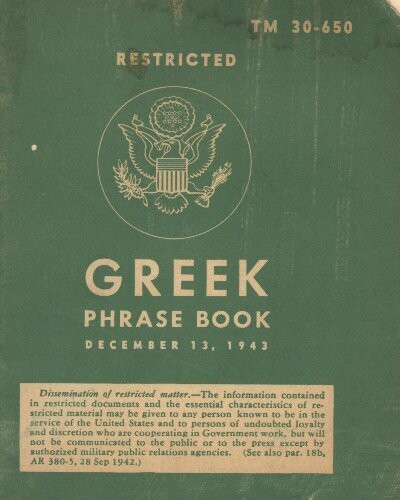 TM 30-650
RESTRICTED
GREEK
PHRASE BOOK
DECEMBER 13, 1943
Dissemination of restricted matter.—The information contained
in restricted documents and the essential characteristics of re-
stricted material may be given to any person known to be in the
service of the United States and to persons of undoubted loyalty
and discretion who are cooperating in Government work, but will
not be communicated to the public or to the press except by
authorized military public relations agencies. (See also par. 18b,
AR 380-5, 28 Sep 1942.)